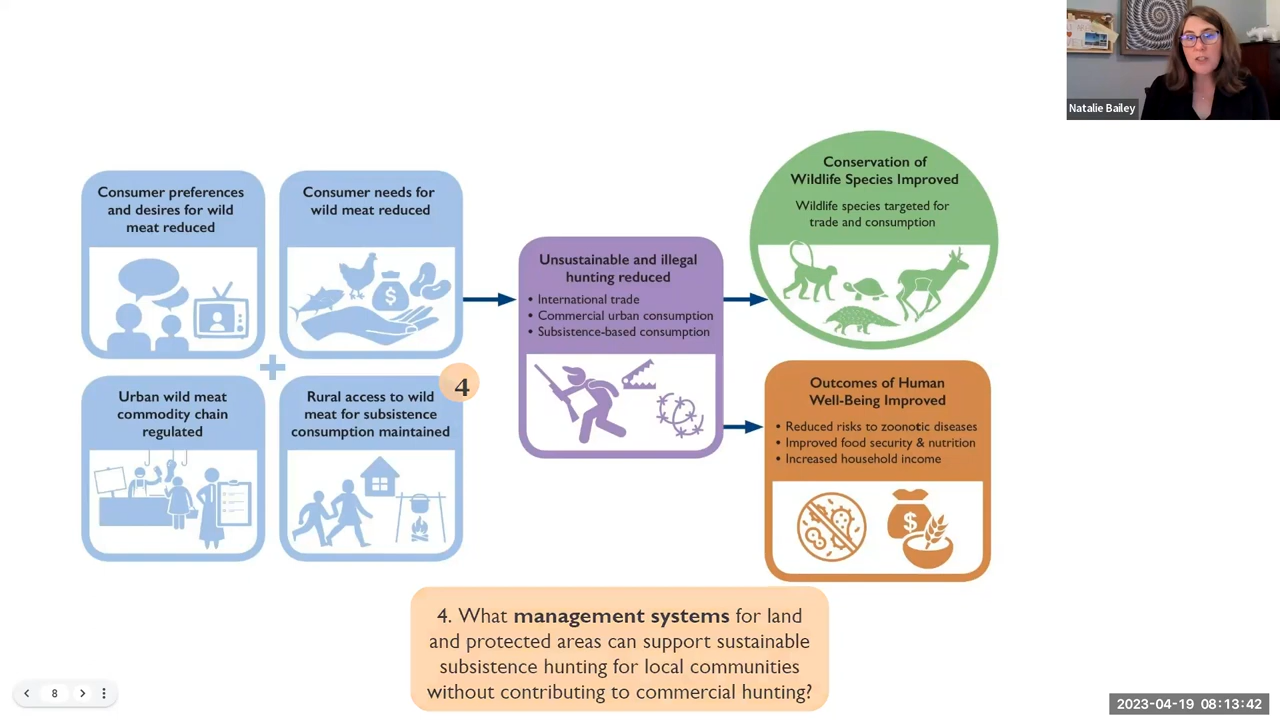 Natalie Bailey
Consumer preferences
and desires for wild
meat reduced
Consumer needs for
wild meat reduced
Urban wild meat
commodity chain
regulated
Rural access to wild
meat for subsistence
consumption maintained
4
Unsustainable and illegal
hunting reduced
• International trade
• Commercial urban consumption
• Subsistence-based consumption
$
Conservation of
Wildlife Species Improved
Wildlife species targeted for
trade and consumption
Outcomes of Human
Well-Being Improved
• Reduced risks to zoonotic diseases
• Improved food security & nutrition
• Increased household income
$
4. What management systems for land
and protected areas can support sustainable
subsistence hunting for local communities
without contributing to commercial hunting?
8
2023-04-19 08:13:42